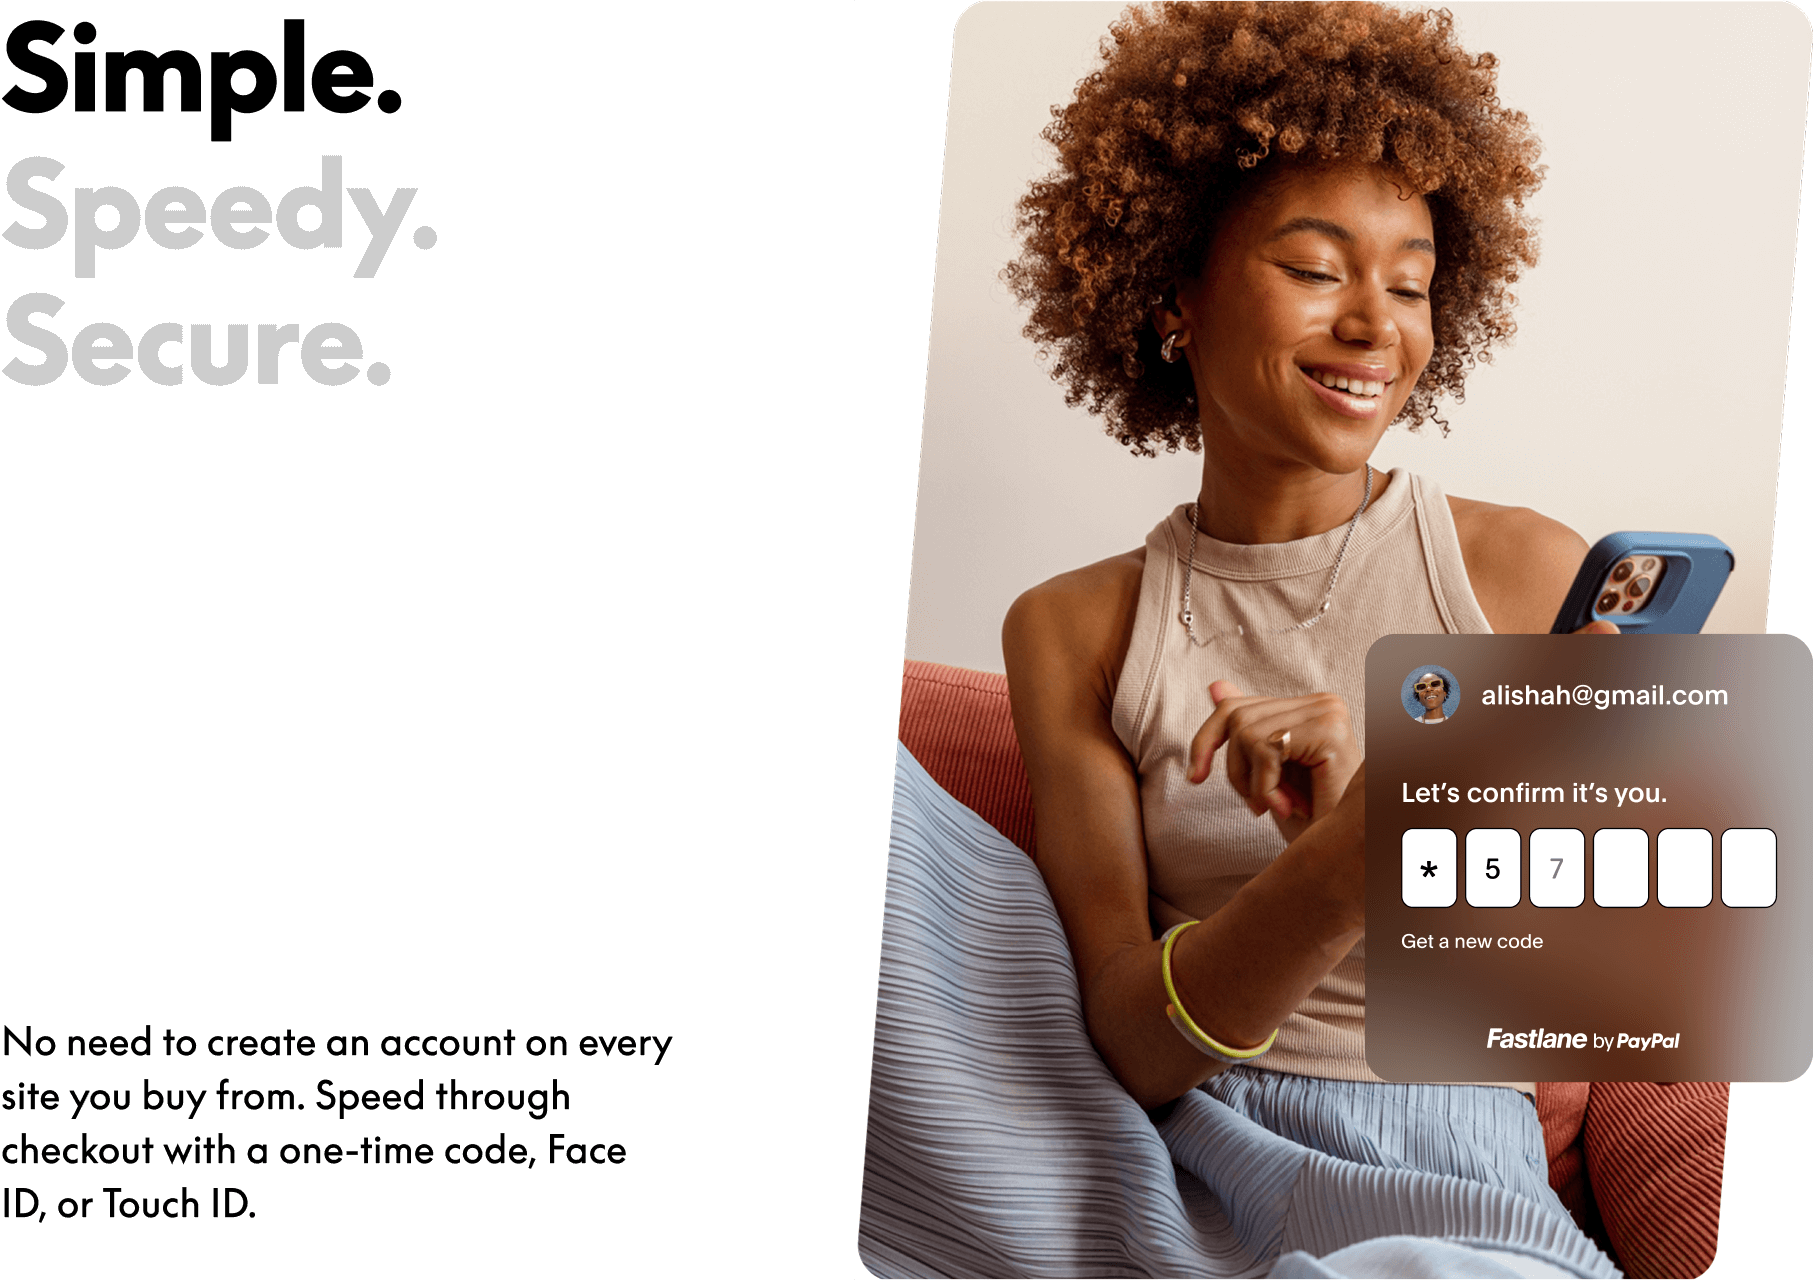 Simple.
Speedy.
Secure.
No need to create an account on every
site you buy from. Speed through
checkout with a one-time code, Face
ID, or Touch ID.
alishah@gmail.com
Let’s confirm it’s you.
* 5 7
Get a new code
Fastlane by PayPal